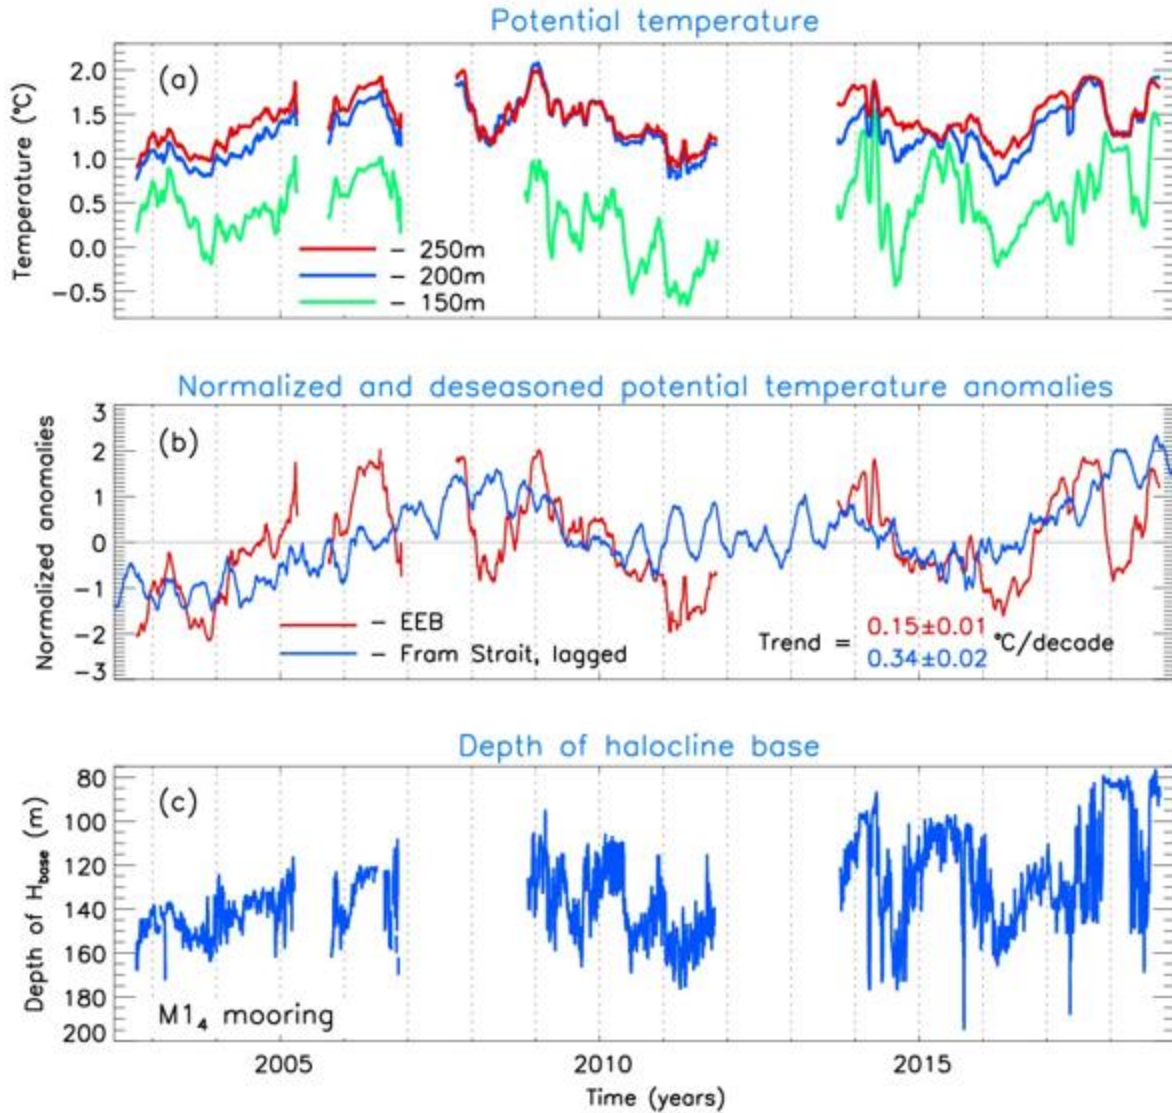 Potential temperature
(a)
Temperature (°C)
2.0
1.5
1.0
0.5
0.0
−0.5
− 250m
− 200m
− 150m
Normalized and deseasoned potential temperature anomalies
(b)
Normalized anomalies
3
2
1
0
−1
−2
−3
− EEB
− Fram Strait, lagged
Trend = 0.15±0.01 °C/decade
0.34±0.02
Depth of halocline base
(c)
Depth of Hbase (m)
80
100
120
140
160
180
200
M14 mooring
2005 2010 2015
Time (years)